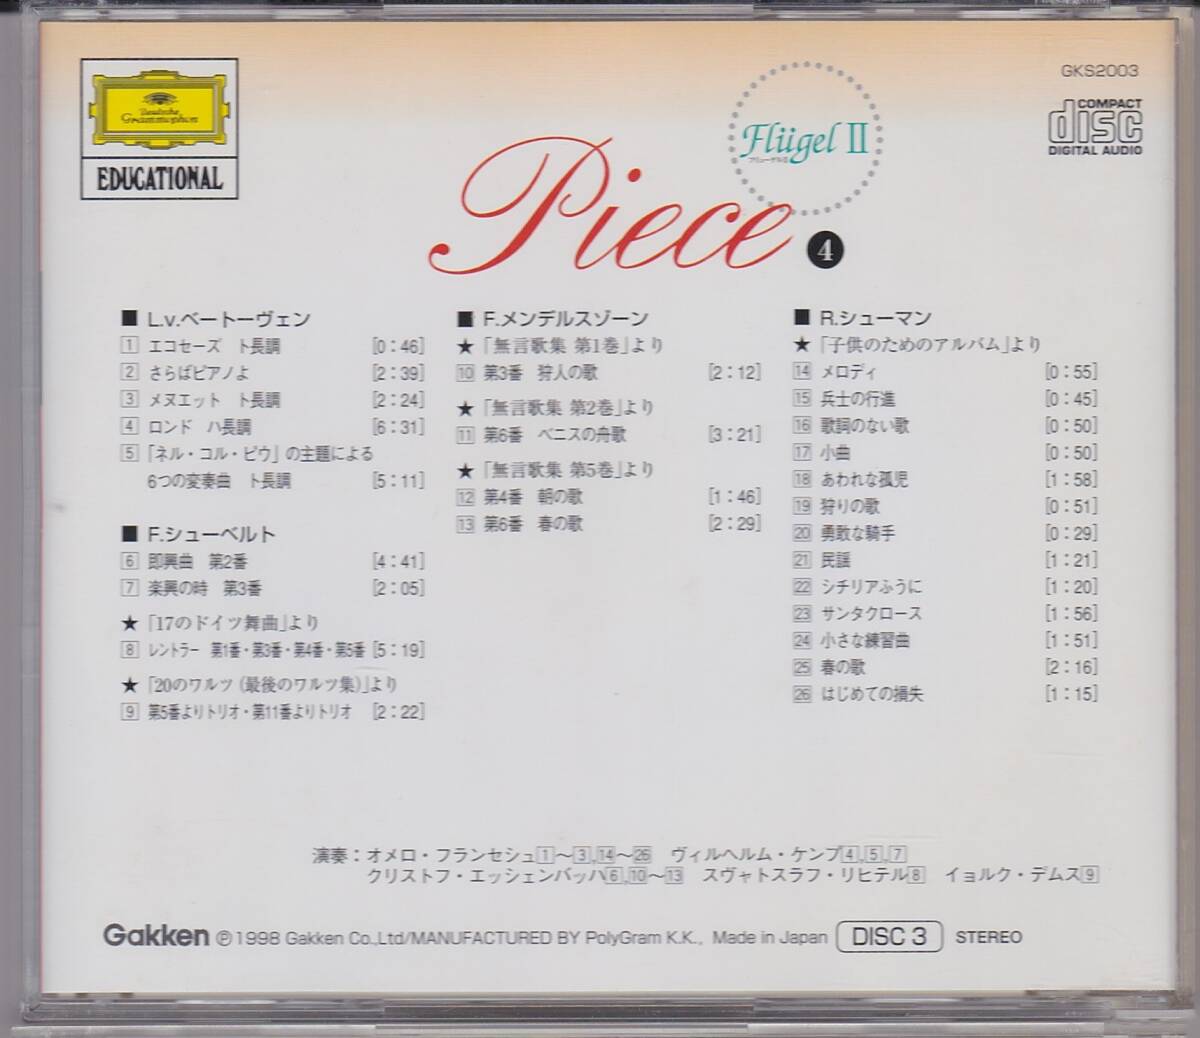 GKS2003
Deutsche
Grammophon
EDUCATIONAL
COMPACT
disc
DIGITAL AUDIO
Flügel II
フリューゲルⅡ
Piece 4
■ L.v.ベートーヴェン
1 エコセーズ ト長調 [0:46]
2 さらばピアノよ [2:39]
3 メヌエット ト長調 [2:24]
4 ロンド ハ長調 [6:31]
5 「ネル・コル・ピウ」の主題による
6つの変奏曲 ト長調 [5:11]
■ F.シューベルト
6 即興曲 第2番 [4:41]
7 楽興の時 第3番 [2:05]
★「17のドイツ舞曲」より
8 レントラー 第1番・第3番・第4番・第5番 [5:19]
★「20のワルツ(最後のワルツ集)」より
9 第5番よりトリオ・第11番よりトリオ [2:22]
■ F.メンデルスゾーン
★「無言歌集 第1巻」より
10 第3番 狩人の歌 [2:12]
★「無言歌集 第2巻」より
11 第6番 ベニスの舟歌 [3:21]
★「無言歌集 第5巻」より
12 第4番 朝の歌 [1:46]
13 第6番 春の歌 [2:29]
■ R.シューマン
★「子供のためのアルバム」より
14 メロディ [0:55]
15 兵士の行進 [0:45]
16 歌詞のない歌 [0:50]
17 小曲 [0:50]
18 あわれな孤児 [1:58]
19 狩りの歌 [0:51]
20 勇敢な騎手 [0:29]
21 民謡 [1:21]
22 シチリアふうに [1:20]
23 サンタクロース [1:56]
24 小さな練習曲 [1:51]
25 春の歌 [2:16]
26 はじめての損失 [1:15]
演奏:オメロ・フランセシュ1〜3,14〜26 ヴィルヘルム・ケンプ4,5,7
クリストフ・エッシェンバッハ6,10〜13 スヴャトスラフ・リヒテル8 イョルク・デムス9
Gakken ℗1998 Gakken Co.,Ltd/MANUFACTURED BY PolyGram K.K., Made in Japan DISC 3 STEREO